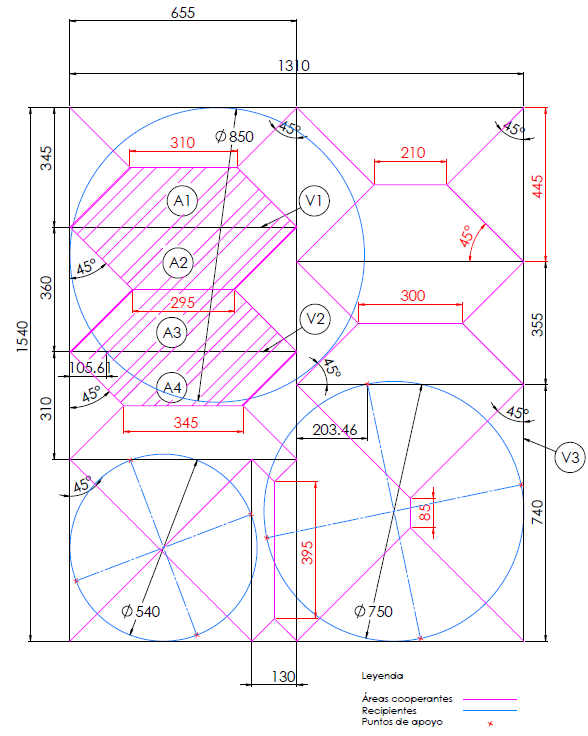 655
1310
Ø850
45°
45°
310
210
345
445
A1
V1
45°
A2
45°
360
295
300
355
1540
A3
V2
105.61
A4
45°
45°
310
345
203.46
45°
V3
45°
395
85
740
Ø540
Ø750
130
Leyenda
Áreas cooperantes
Recipientes
Puntos de apoyo